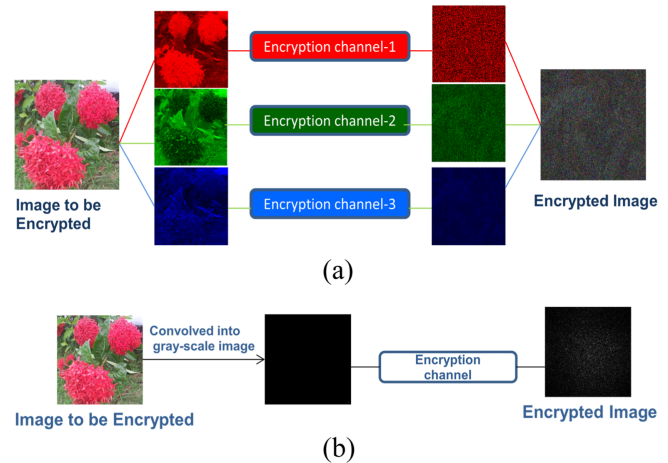 Encryption channel-1
Encryption channel-2
Encryption channel-3
Image to be
Encrypted
Encrypted Image
(a)
Convolved into
gray-scale image
Encryption
channel
Image to be Encrypted
Encrypted Image
(b)